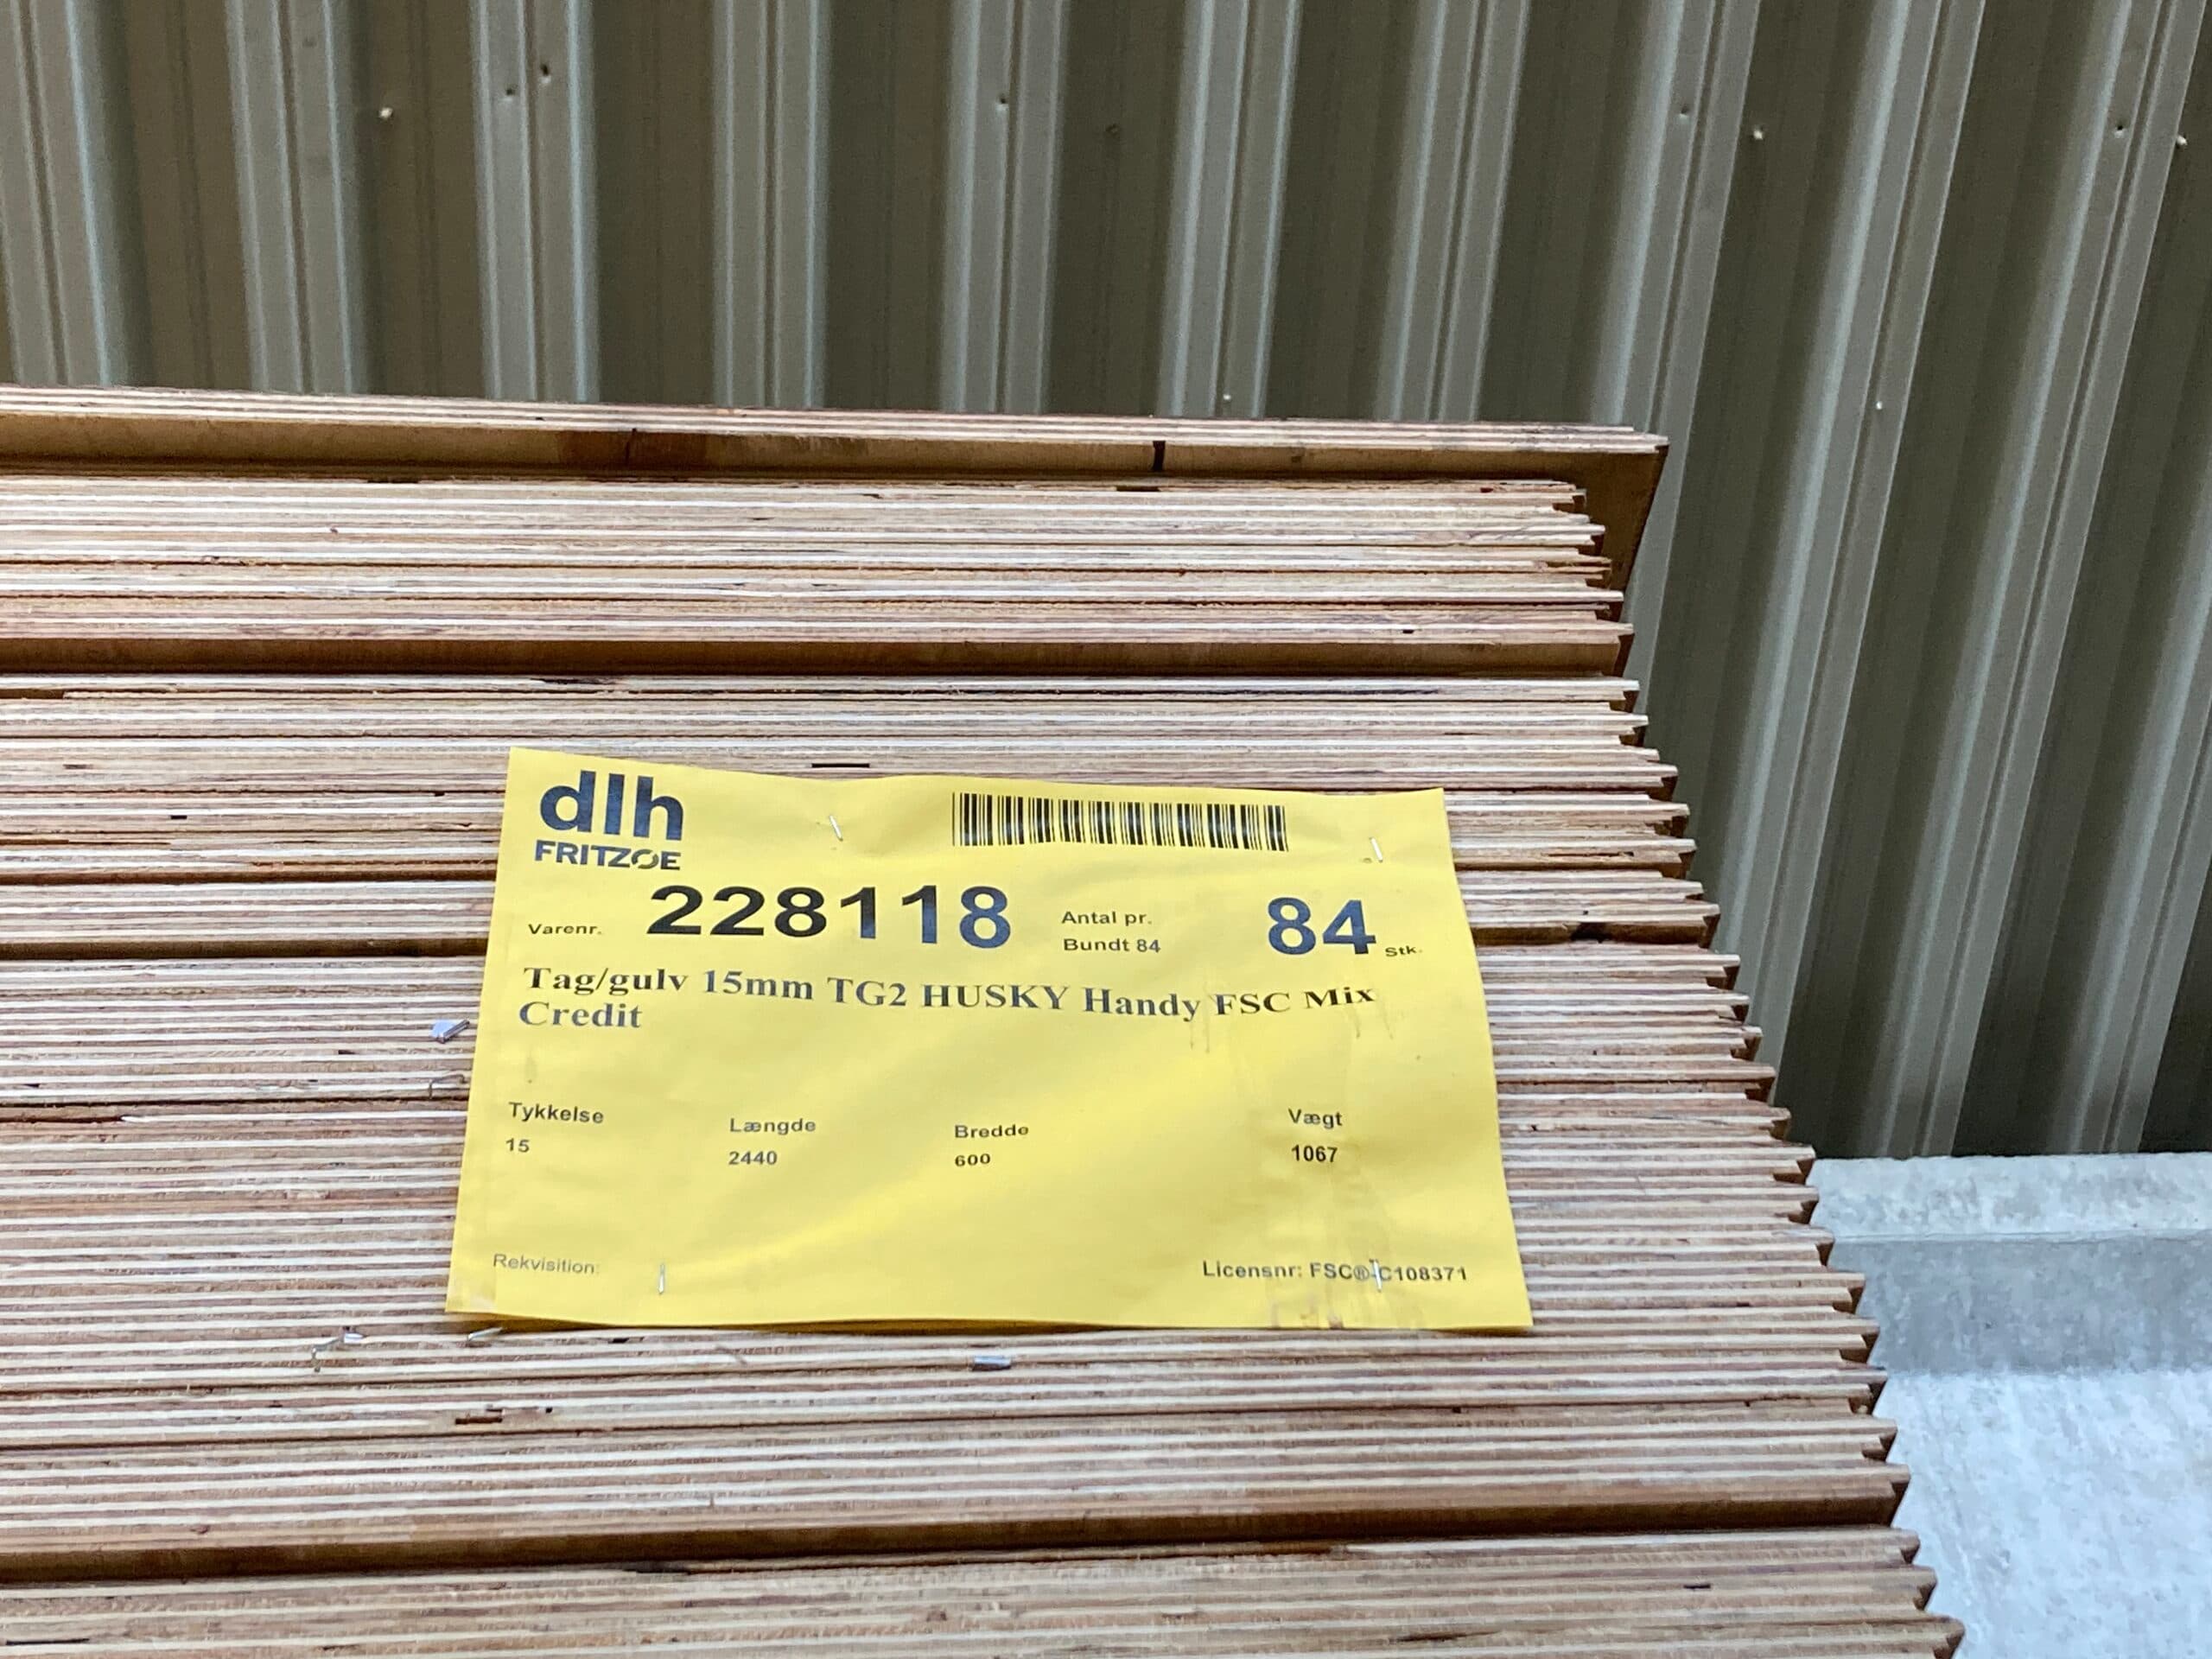 dlh
FRITZOE
Varenr. 228118 Antal pr. 84 Stk.
Bundt 84
Tag/gulv 15mm TG2 HUSKY Handy FSC Mix
Credit
Tykkelse Længde Bredde Vægt
15 2440 600 1067
Rekvisition: Licensnr: FSC®-C108371